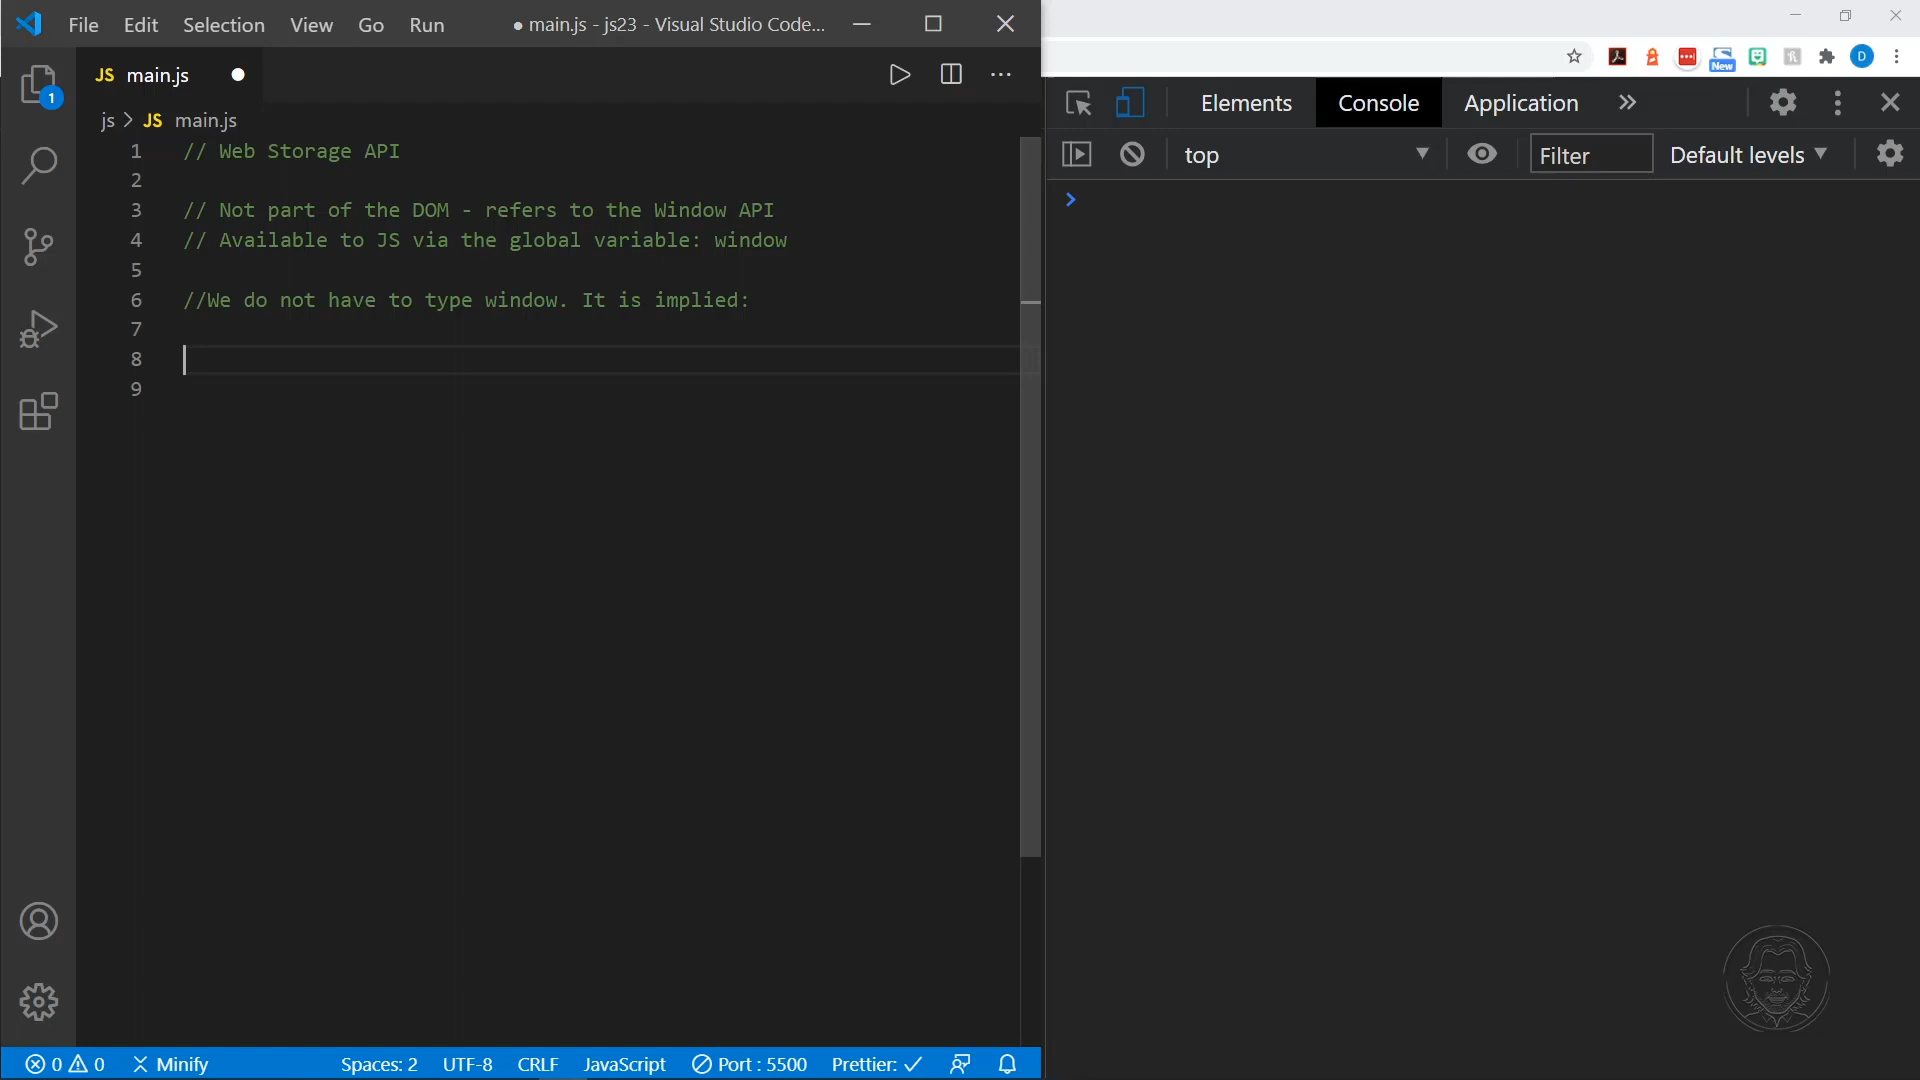 File Edit Selection View Go Run ● main.js - js23 - Visual Studio Code...
JS main.js
js > JS main.js
1 // Web Storage API
2
3 // Not part of the DOM - refers to the Window API
4 // Available to JS via the global variable: window
5
6 //We do not have to type window. It is implied:
7
8
9
1
0 0 Minify Spaces: 2 UTF-8 CRLF JavaScript Port : 5500 Prettier: ✓
New D
Elements Console Application »
top Filter Default levels
>